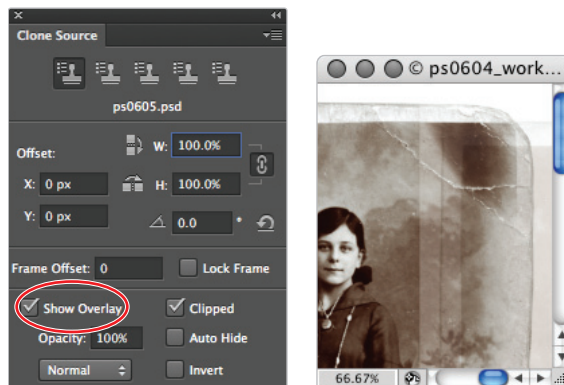 Clone Source
ps0605.psd
Offset:
W: 100.0%
X: 0 px
H: 100.0%
Y: 0 px
0.0 °
Frame Offset: 0
Lock Frame
Show Overlay
Clipped
Opacity: 100%
Auto Hide
Normal
Invert
© ps0604_work...
66.67%